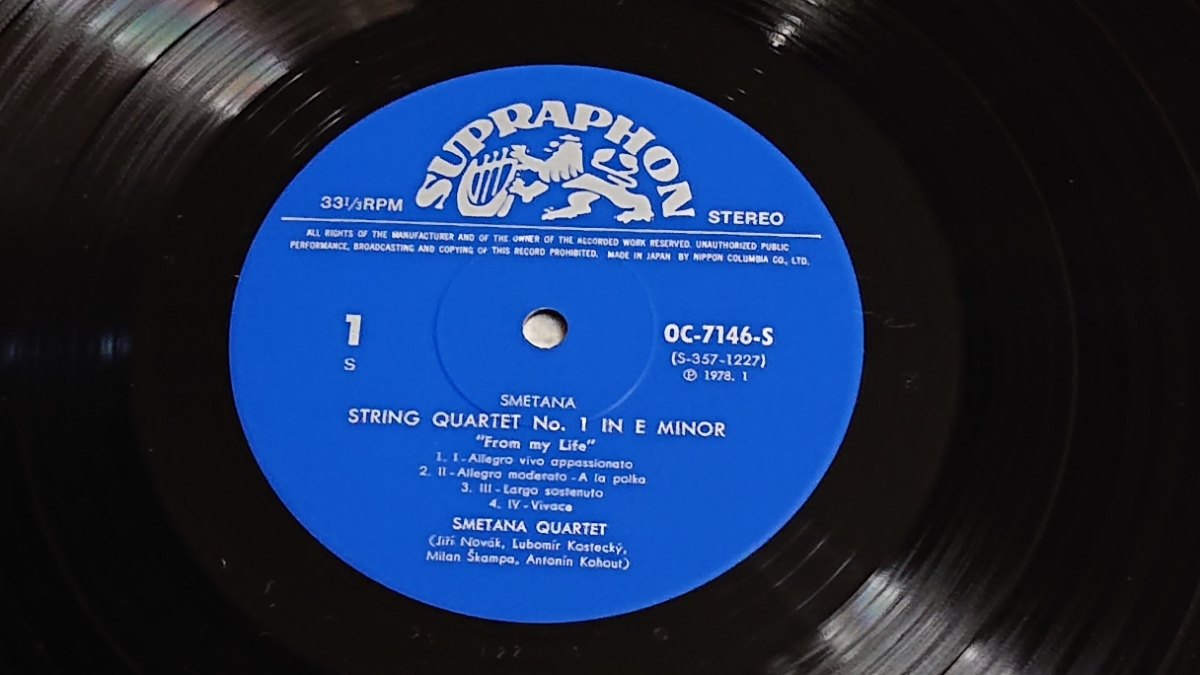 SUPRAPHON
33 1/3 RPM
STEREO
ALL RIGHTS OF THE MANUFACTURER AND OF THE OWNER OF THE RECORDED WORK RESERVED. UNAUTHORIZED PUBLIC
PERFORMANCE, BROADCASTING AND COPYING OF THIS RECORD PROHIBITED. MADE IN JAPAN BY NIPPON COLUMBIA CO., LTD.
1
S
OC-7146-S
(S-357-1227)
Ⓟ 1978. 1
SMETANA
STRING QUARTET No. 1 IN E MINOR
"From my Life"
1. I-Allegro vivo appassionato
2. II-Allegro moderato-A la polka
3. III-Largo sostenuto
4. IV-Vivace
SMETANA QUARTET
(Jiří Novák, Lubomír Kostecký,
Milan Škampa, Antonín Kohout)